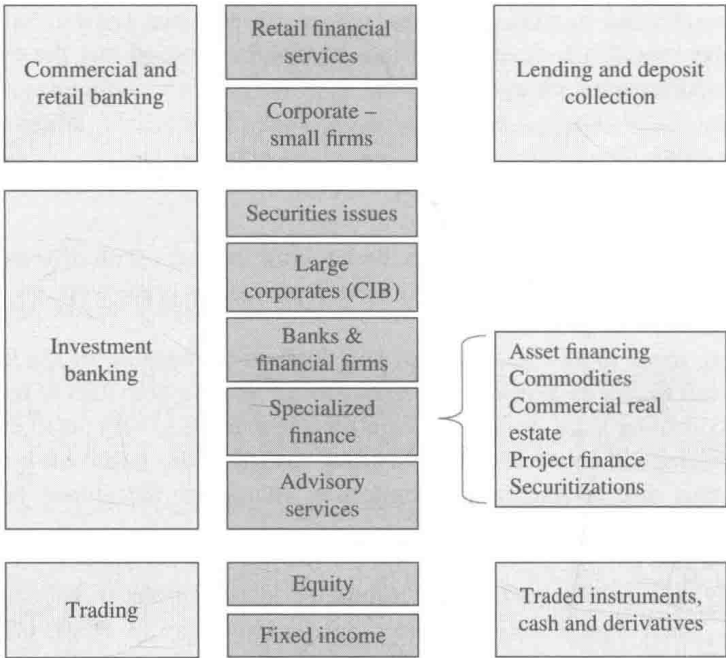 Commercial and
retail banking
Retail financial
services
Corporate –
small firms
Lending and deposit
collection
Investment
banking
Securities issues
Large
corporates (CIB)
Banks &
financial firms
Specialized
finance
Advisory
services
Asset financing
Commodities
Commercial real
estate
Project finance
Securitizations
Trading
Equity
Fixed income
Traded instruments,
cash and derivatives